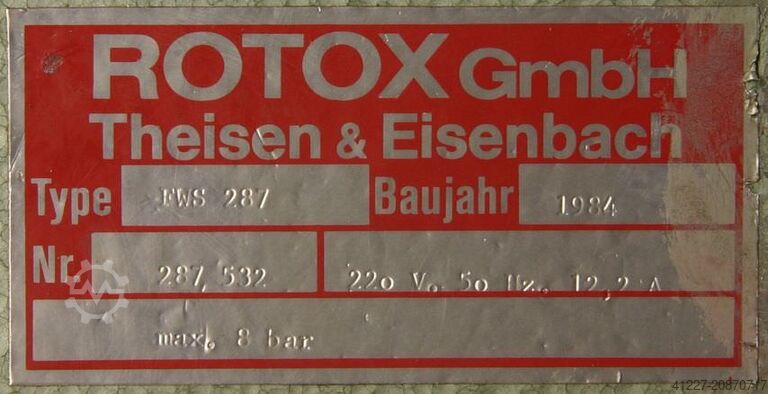 ROTOX GmbH
Theisen & Eisenbach
Type FWS 287 Baujahr 1984
Nr. 287,532 220 V. 50 Hz. 12,2 A
max. 8 bar
41227-20870717